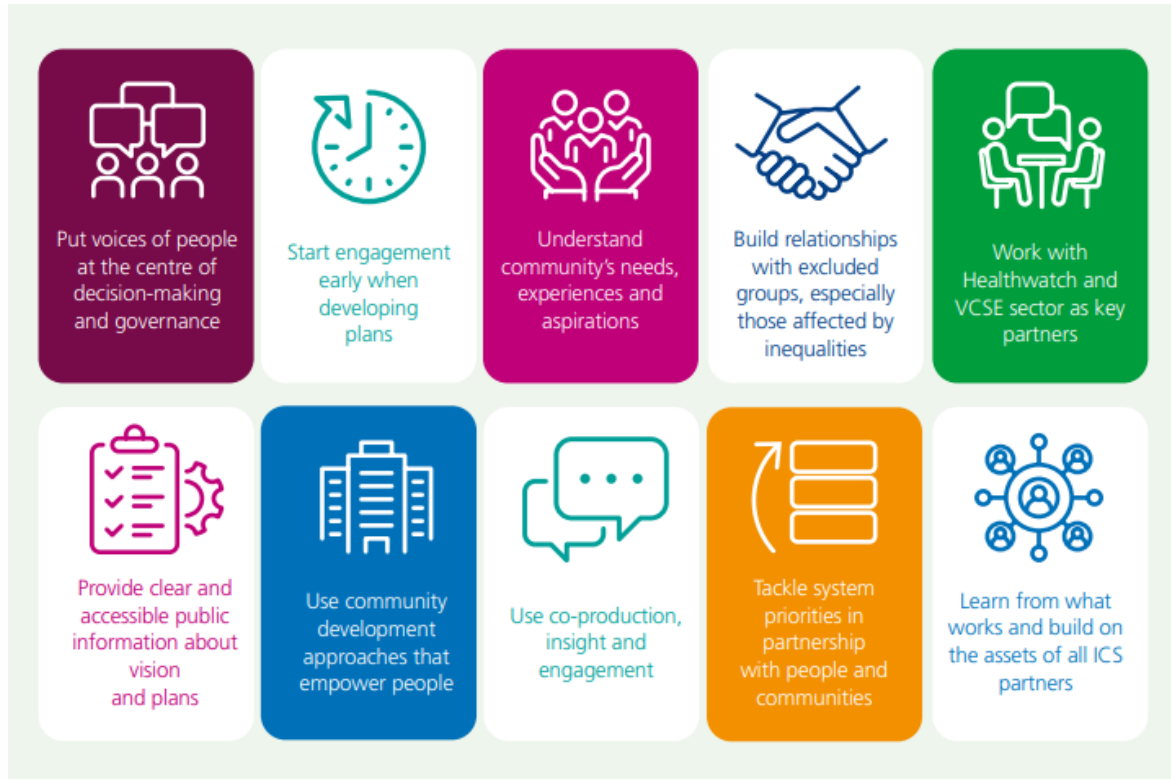 Put voices of people
at the centre of
decision-making
and governance
Start engagement
early when
developing
plans
Understand
community's needs,
experiences and
aspirations
Build relationships
with excluded
groups, especially
those affected by
inequalities
Work with
Healthwatch and
VCSE sector as key
partners
Provide clear and
accessible public
information about
vision
and plans
Use community
development
approaches that
empower people
Use co-production,
insight and
engagement
Tackle system
priorities in
partnership
with people and
communities
Learn from what
works and build on
the assets of all ICS
partners